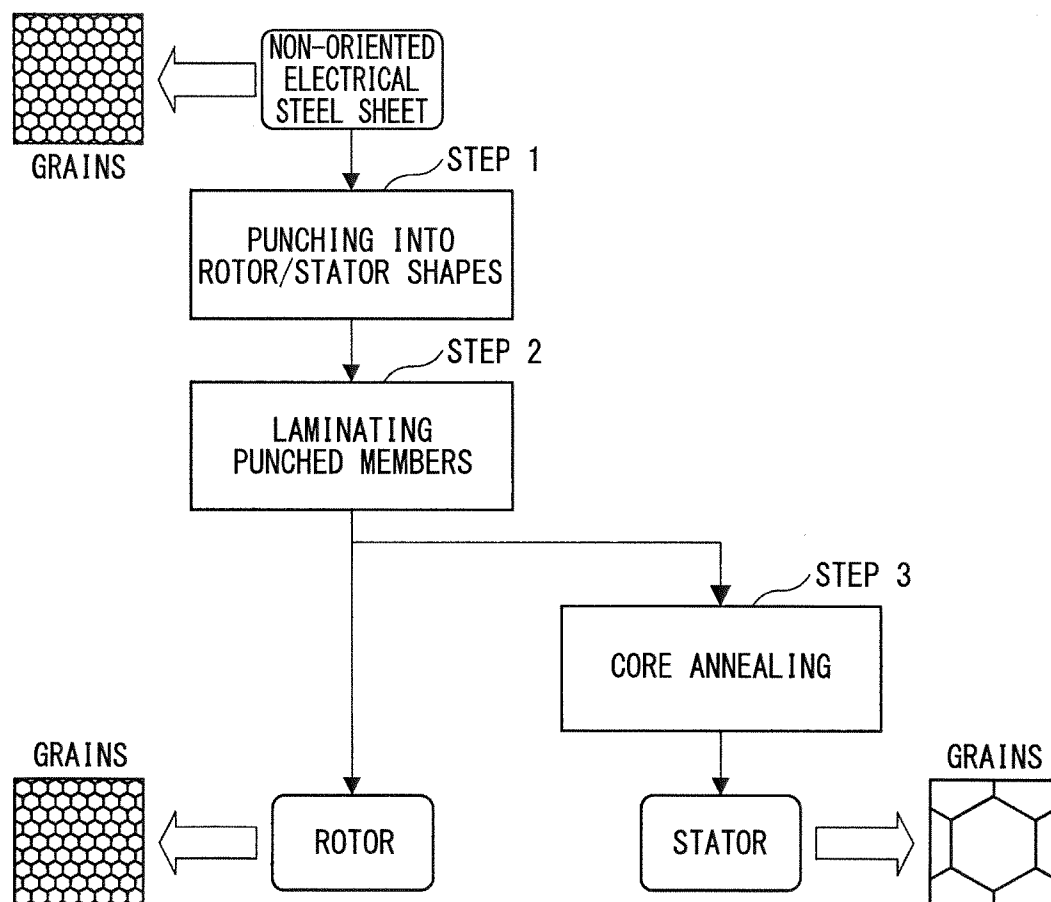 NON-ORIENTED
ELECTRICAL
STEEL SHEET
GRAINS
STEP 1
PUNCHING INTO
ROTOR/STATOR SHAPES
STEP 2
LAMINATING
PUNCHED MEMBERS
STEP 3
CORE ANNEALING
GRAINS
GRAINS
ROTOR
STATOR